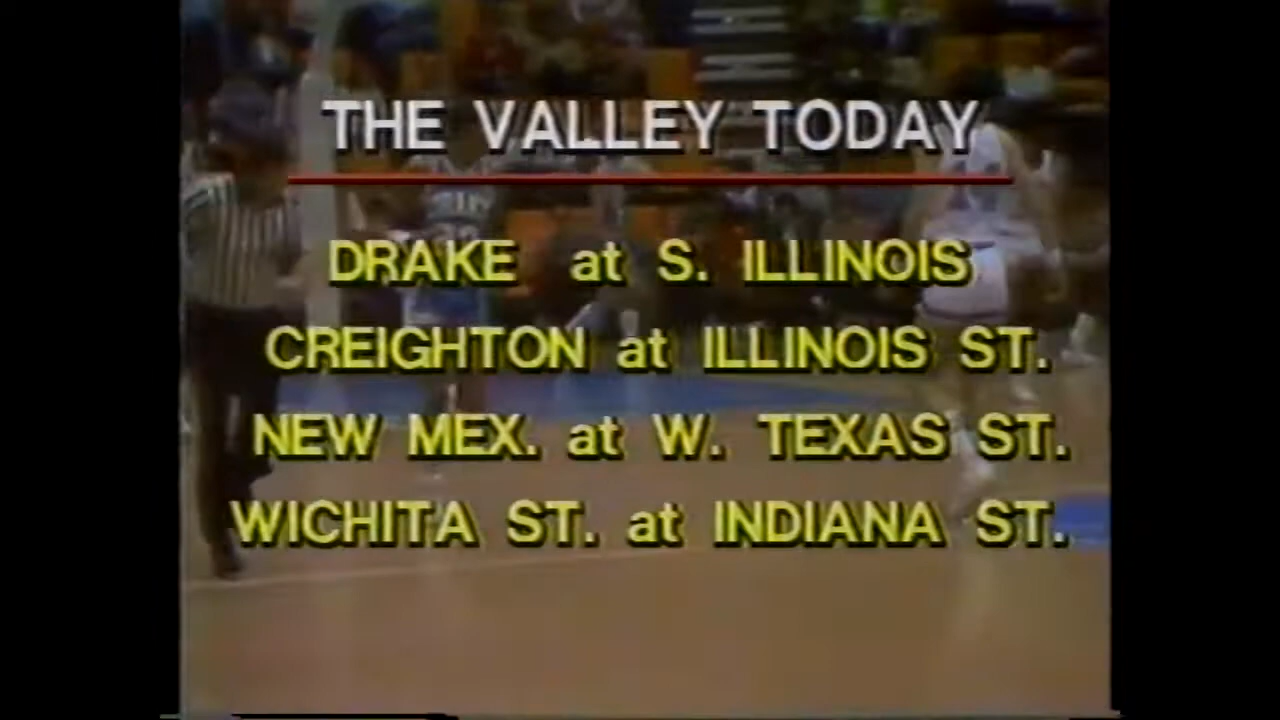 THE VALLEY TODAY
DRAKE at S. ILLINOIS
CREIGHTON at ILLINOIS ST.
NEW MEX. at W. TEXAS ST.
WICHITA ST. at INDIANA ST.